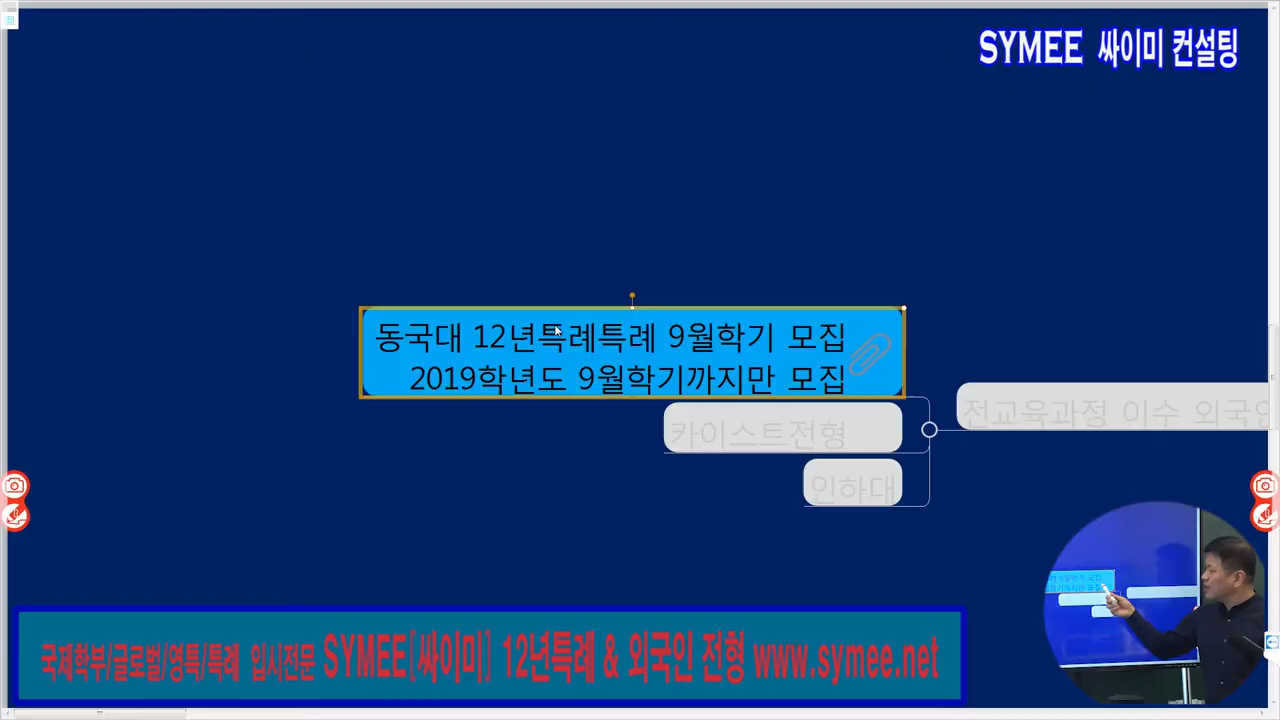 SYMEE 싸이미 컨설팅
동국대 12년특례특례 9월학기 모집
2019학년도 9월학기까지만 모집
카이스트전형
전교육과정 이수 외국인
인하대
국제학부/글로벌/영특/특례 입시전문 SYMEE[싸이미] 12년특례 & 외국인 전형 www.symee.net